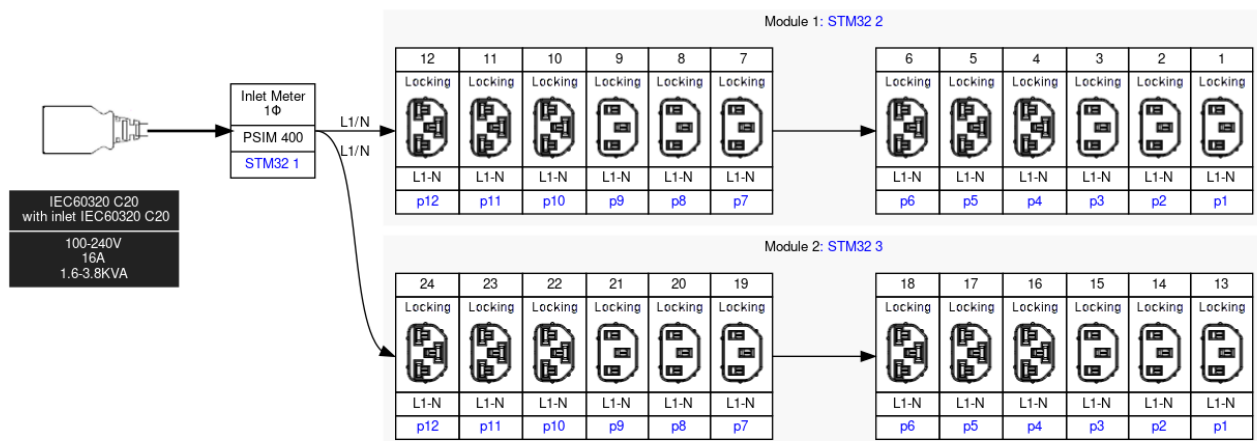 Module 1: STM32 2
12 11 10 9 8 7 6 5 4 3 2 1
Locking Locking Locking Locking Locking Locking Locking Locking Locking Locking Locking Locking
L1-N L1-N L1-N L1-N L1-N L1-N L1-N L1-N L1-N L1-N L1-N L1-N
p12 p11 p10 p9 p8 p7 p6 p5 p4 p3 p2 p1
Inlet Meter
1Φ
PSIM 400
STM32 1
L1/N
L1/N
IEC60320 C20
with inlet IEC60320 C20
100-240V
16A
1.6-3.8KVA
Module 2: STM32 3
24 23 22 21 20 19 18 17 16 15 14 13
Locking Locking Locking Locking Locking Locking Locking Locking Locking Locking Locking Locking
L1-N L1-N L1-N L1-N L1-N L1-N L1-N L1-N L1-N L1-N L1-N L1-N
p12 p11 p10 p9 p8 p7 p6 p5 p4 p3 p2 p1